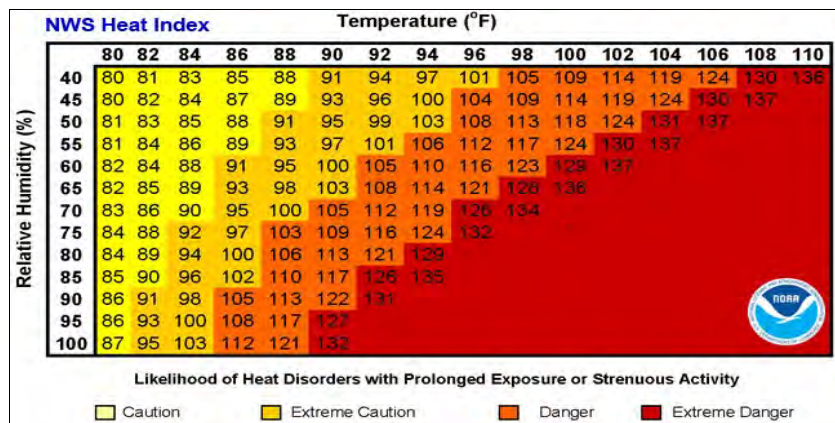 NWS Heat Index Temperature (°F)
80 82 84 86 88 90 92 94 96 98 100 102 104 106 108 110
Relative Humidity (%)
40 80 81 83 85 88 91 94 97 101 105 109 114 119 124 130 136
45 80 82 84 87 89 93 96 100 104 109 114 119 124 130 137
50 81 83 85 88 91 95 99 103 108 113 118 124 131 137
55 81 84 86 89 93 97 101 106 112 117 124 130 137
60 82 84 88 91 95 100 105 110 116 123 129 137
65 82 85 89 93 98 103 108 114 121 128 136
70 83 86 90 95 100 105 112 119 126 134
75 84 88 92 97 103 109 116 124 132
80 84 89 94 100 106 113 121 129
85 85 90 96 102 110 117 126 135
90 86 91 98 105 113 122 131
95 86 93 100 108 117 127
100 87 95 103 112 121 132
NOAA
Likelihood of Heat Disorders with Prolonged Exposure or Strenuous Activity
Caution Extreme Caution Danger Extreme Danger